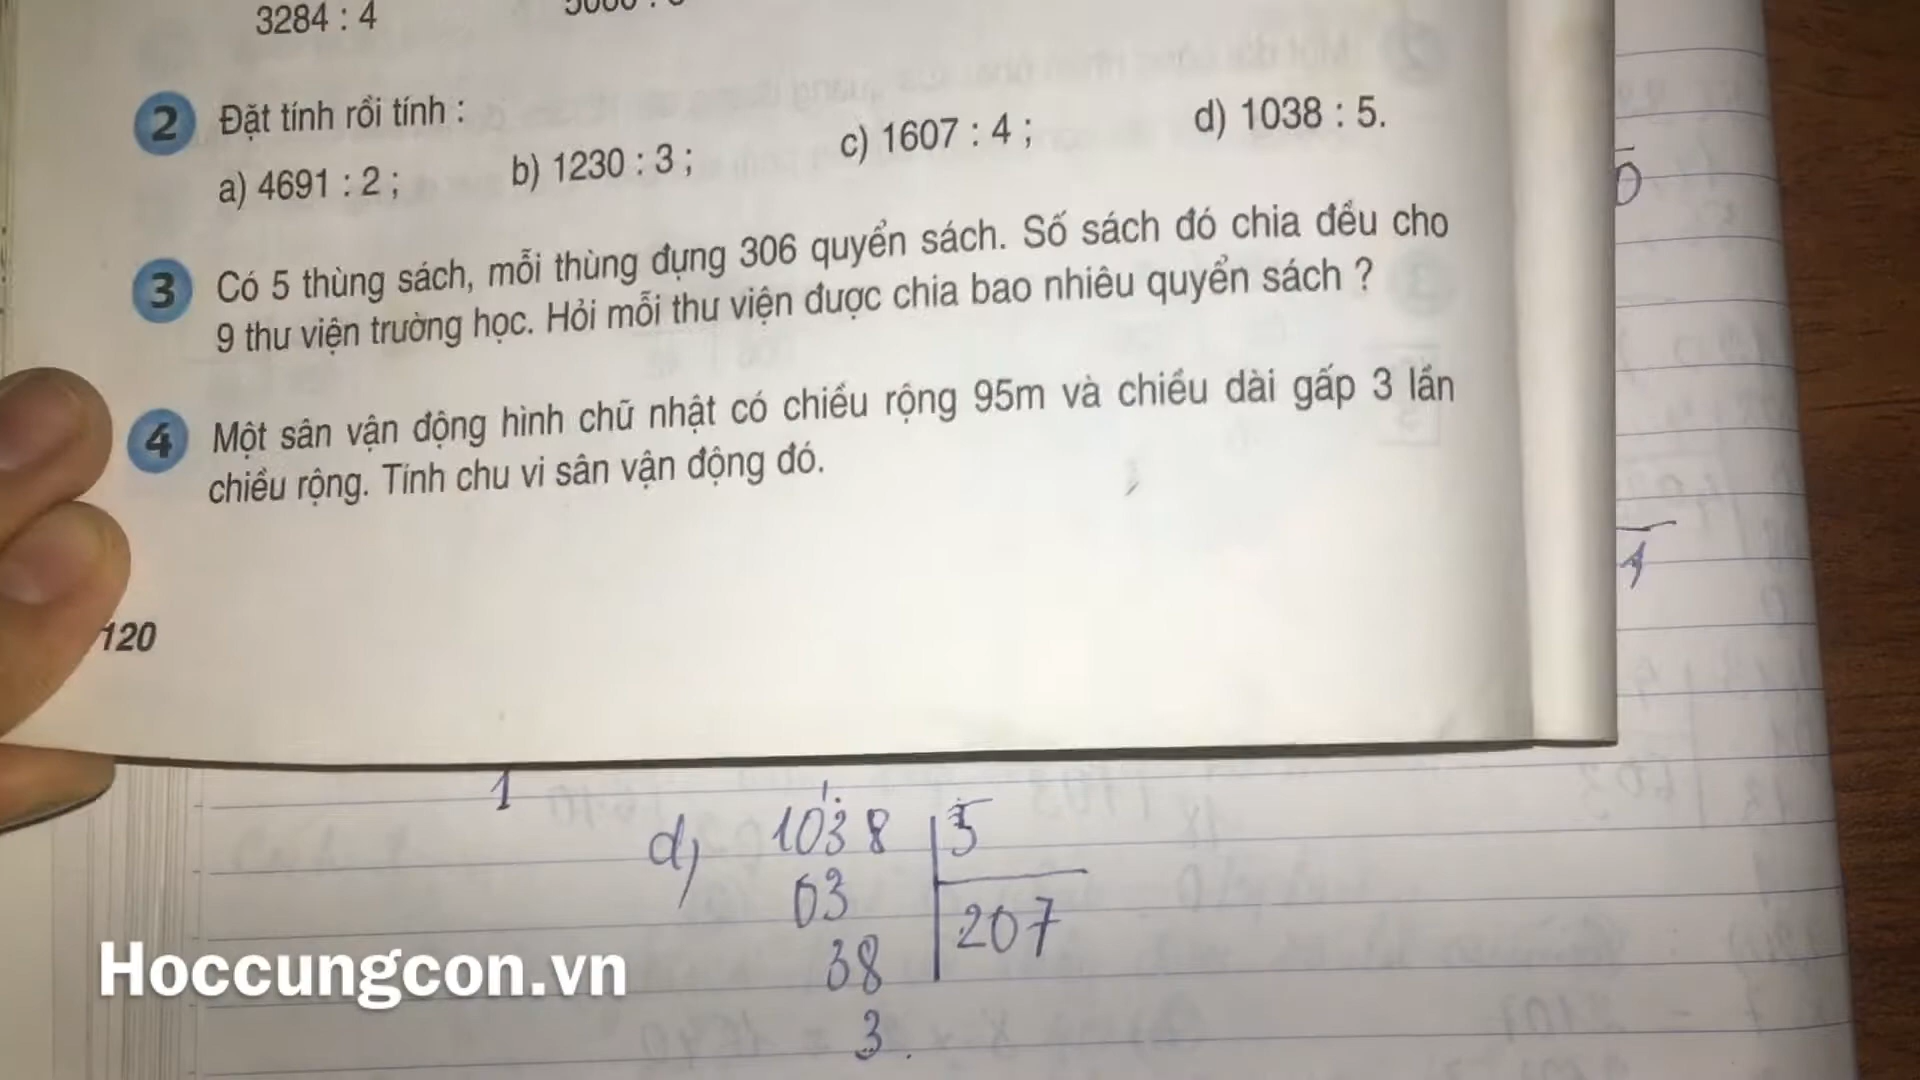 3284 : 4
2 Đặt tính rồi tính :
a) 4691 : 2 ; b) 1230 : 3 ; c) 1607 : 4 ; d) 1038 : 5.
3 Có 5 thùng sách, mỗi thùng đựng 306 quyển sách. Số sách đó chia đều cho
9 thư viện trường học. Hỏi mỗi thư viện được chia bao nhiêu quyển sách ?
4 Một sân vận động hình chữ nhật có chiều rộng 95m và chiều dài gấp 3 lần
chiều rộng. Tính chu vi sân vận động đó.
120
1
d) 1038 5
03 207
38
3
Hoccungcon.vn